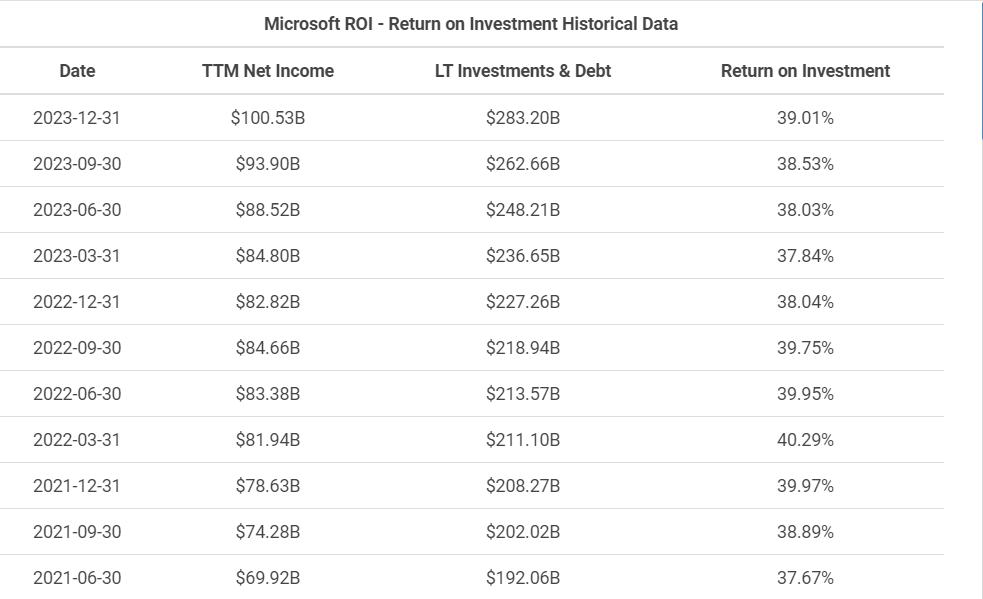 Microsoft ROI - Return on Investment Historical Data
Date TTM Net Income LT Investments & Debt Return on Investment
2023-12-31 $100.53B $283.20B 39.01%
2023-09-30 $93.90B $262.66B 38.53%
2023-06-30 $88.52B $248.21B 38.03%
2023-03-31 $84.80B $236.65B 37.84%
2022-12-31 $82.82B $227.26B 38.04%
2022-09-30 $84.66B $218.94B 39.75%
2022-06-30 $83.38B $213.57B 39.95%
2022-03-31 $81.94B $211.10B 40.29%
2021-12-31 $78.63B $208.27B 39.97%
2021-09-30 $74.28B $202.02B 38.89%
2021-06-30 $69.92B $192.06B 37.67%